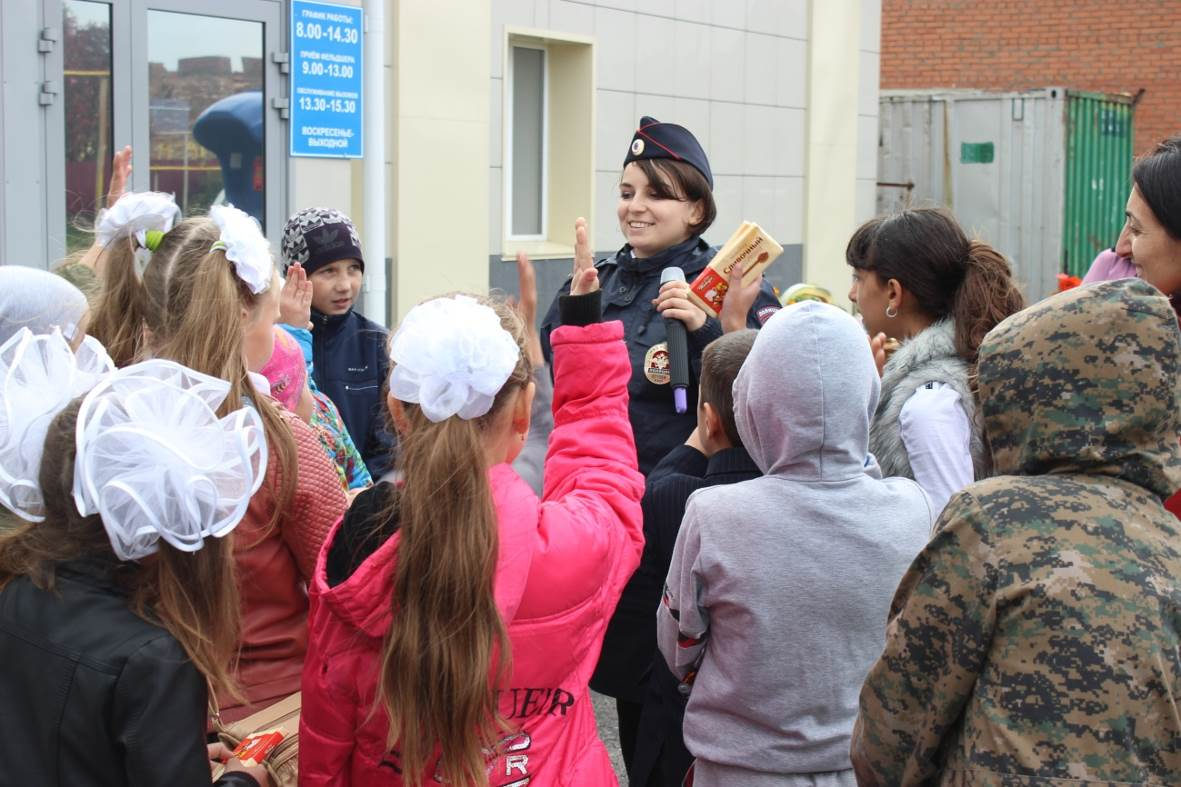 ГРАФИК РАБОТЫ:
8.00-14.30
ПРИЁМ ФЕЛЬДШЕРА
9.00-13.00
ОБСЛУЖИВАНИЕ ВЫЗОВОВ
13.30-15.30
ВОСКРЕСЕНЬЕ-
ВЫХОДНОЙ
Сливочный